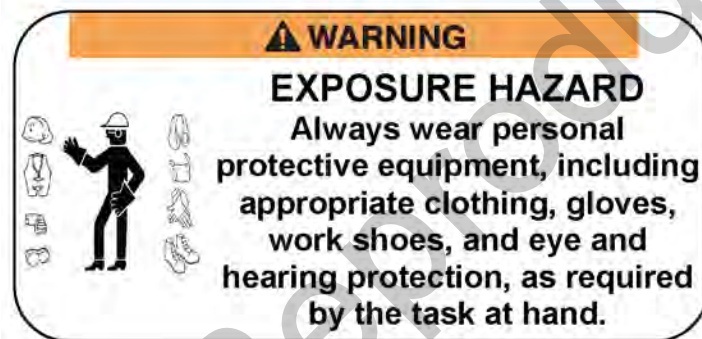 WARNING
EXPOSURE HAZARD
Always wear personal
protective equipment, including
appropriate clothing, gloves,
work shoes, and eye and
hearing protection, as required
by the task at hand.